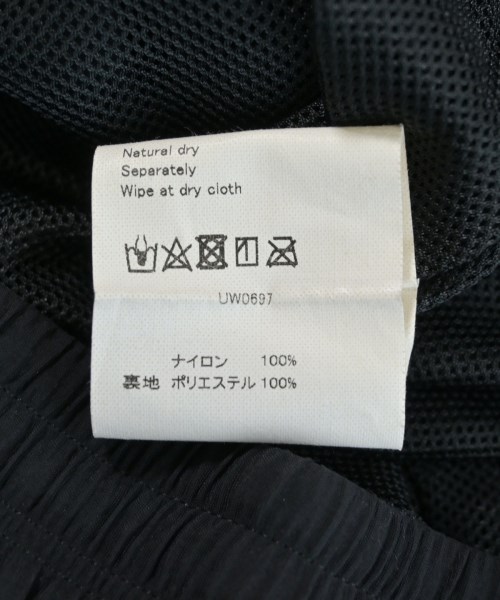 Natural dry
Separately
Wipe at dry cloth
UW0697
ナイロン 100%
裏地 ポリエステル 100%